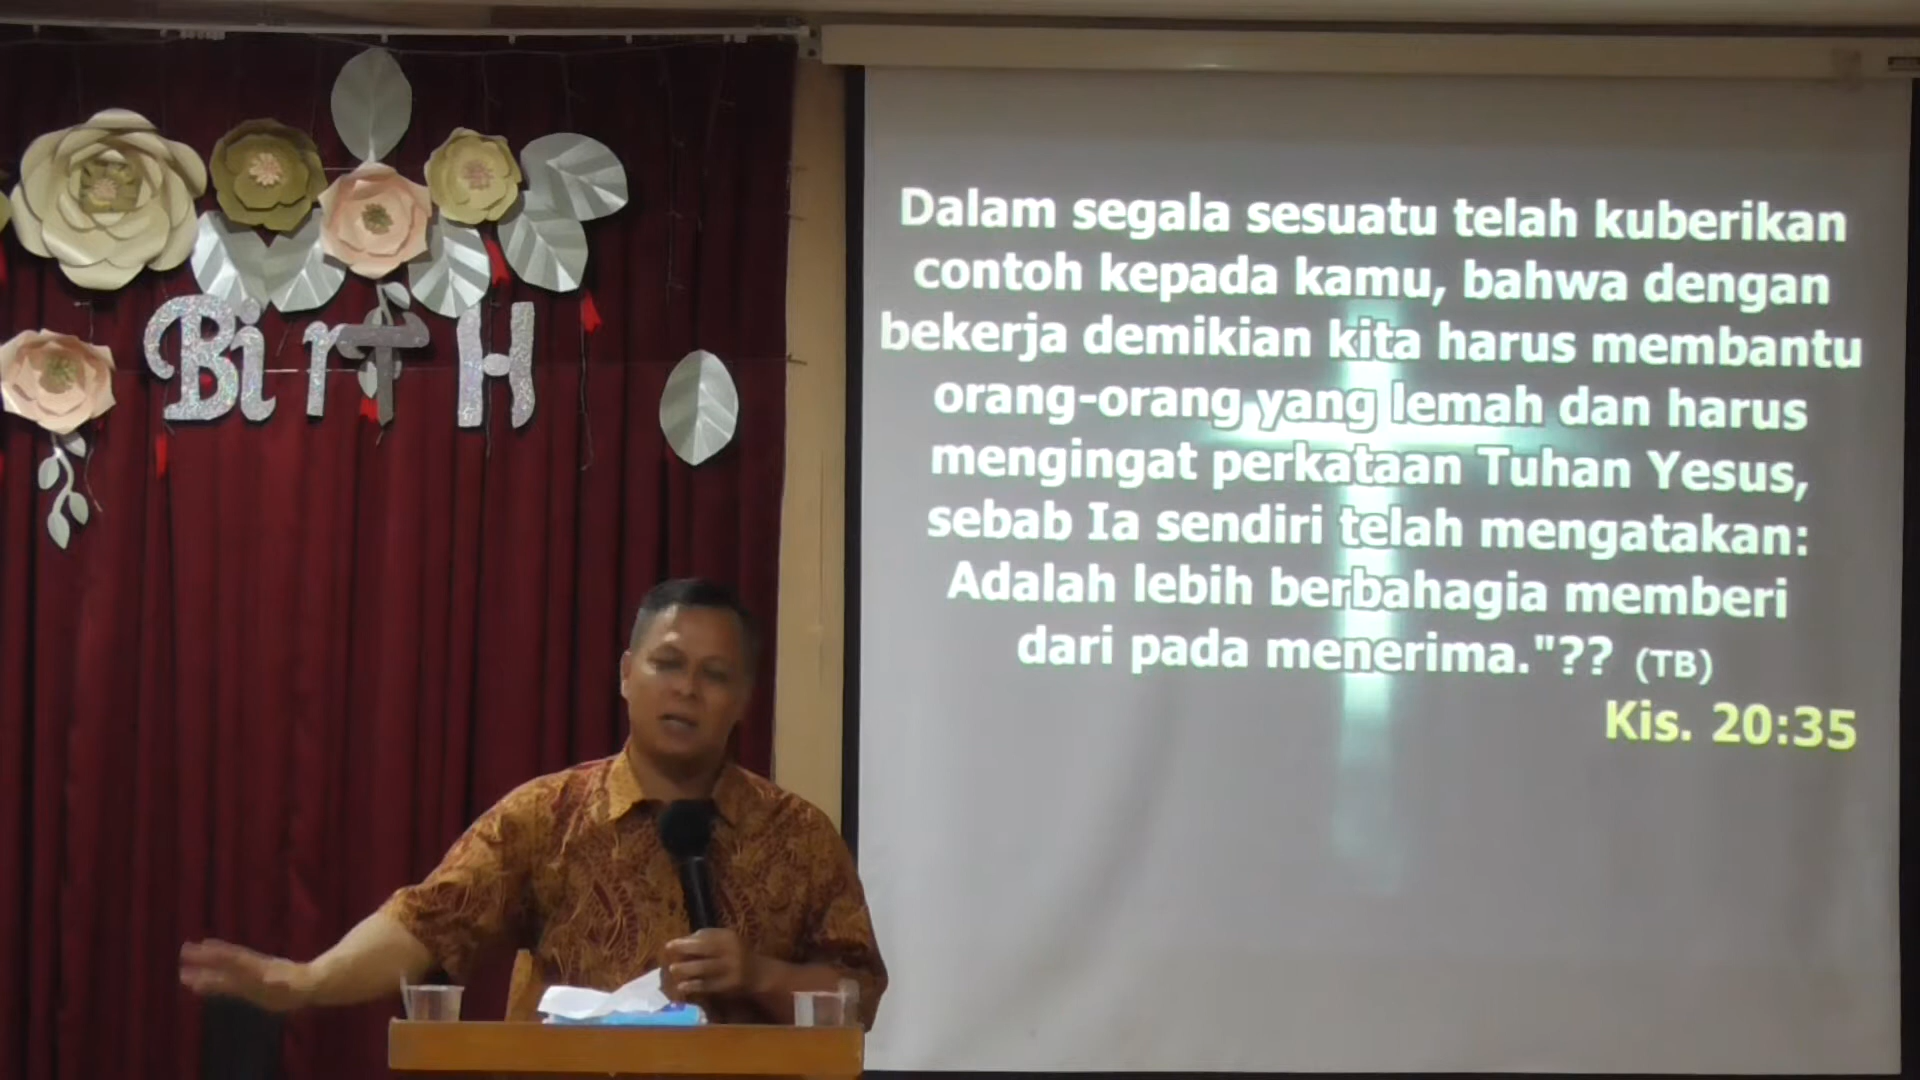 BirTH
Dalam segala sesuatu telah kuberikan
contoh kepada kamu, bahwa dengan
bekerja demikian kita harus membantu
orang-orang yang lemah dan harus
mengingat perkataan Tuhan Yesus,
sebab Ia sendiri telah mengatakan:
Adalah lebih berbahagia memberi
dari pada menerima."?? (TB)
Kis. 20:35